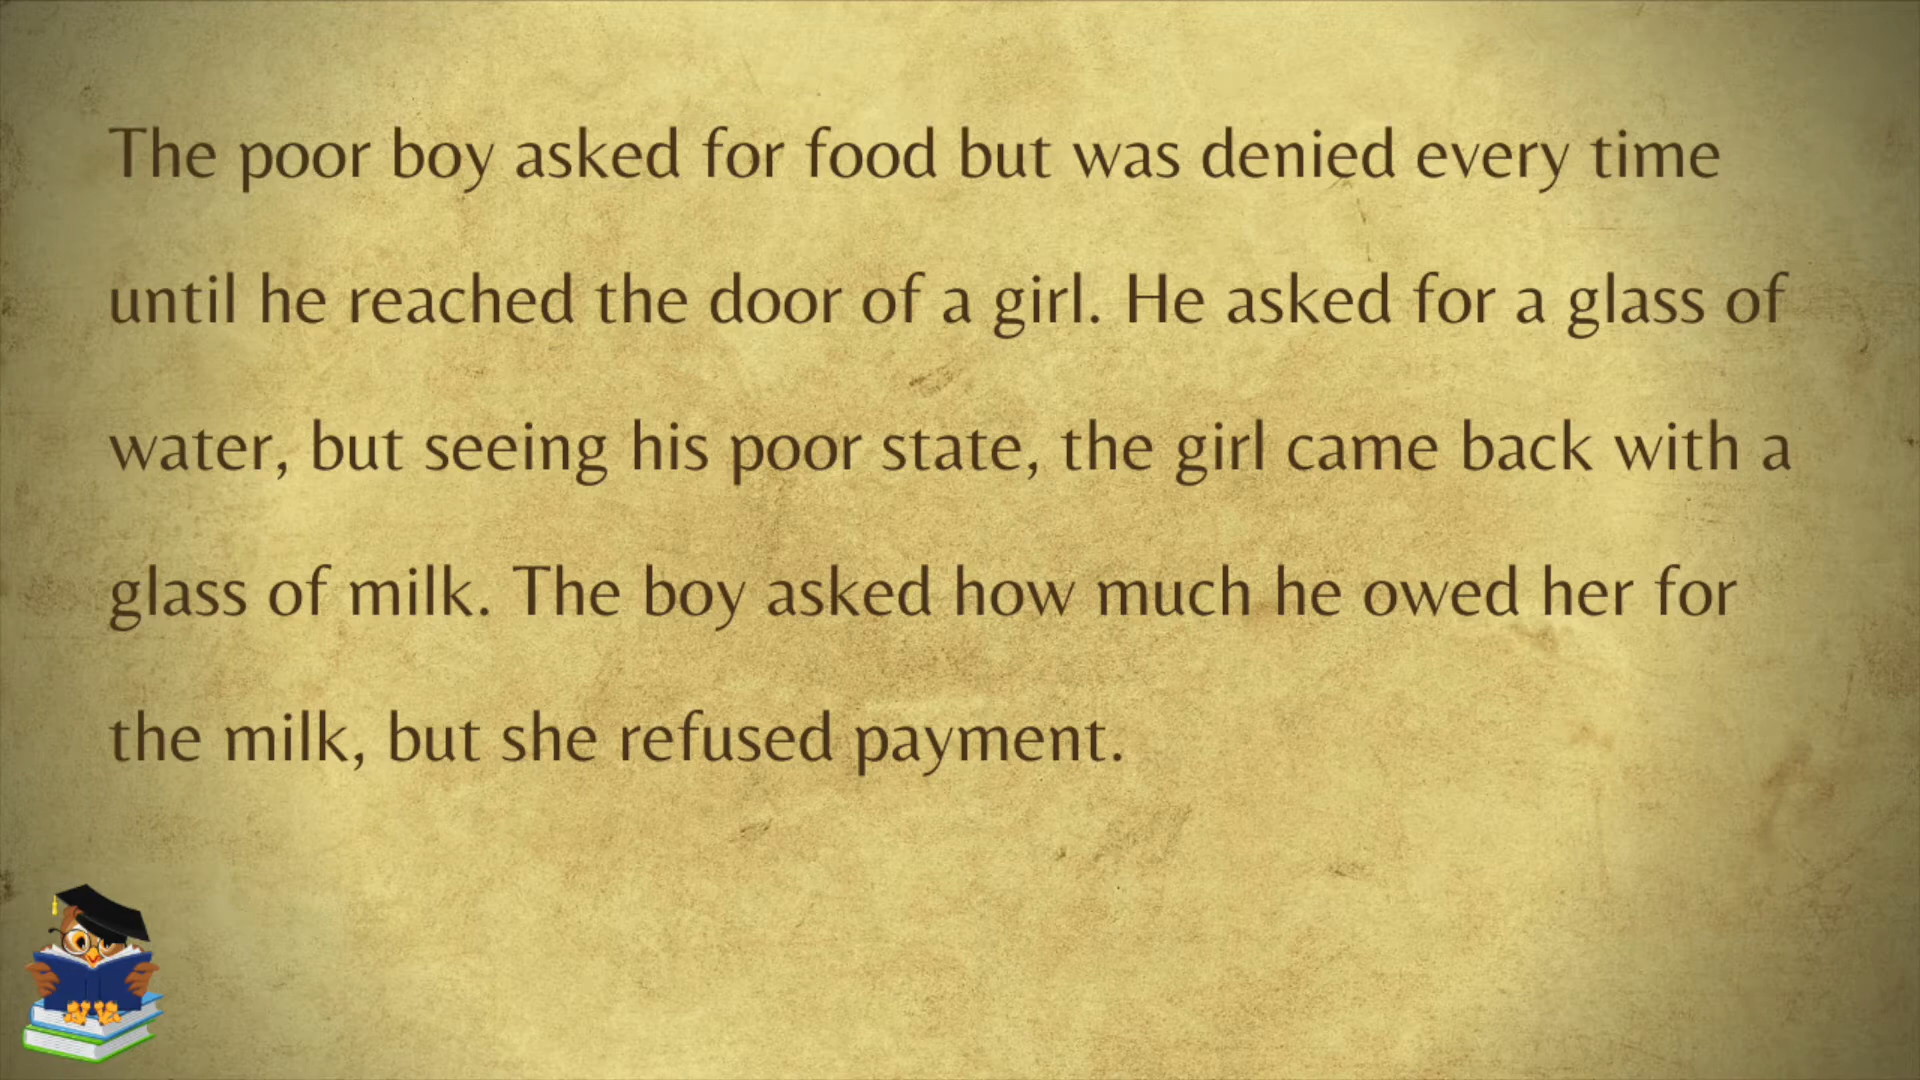 The poor boy asked for food but was denied every time
until he reached the door of a girl. He asked for a glass of
water, but seeing his poor state, the girl came back with a
glass of milk. The boy asked how much he owed her for
the milk, but she refused payment.